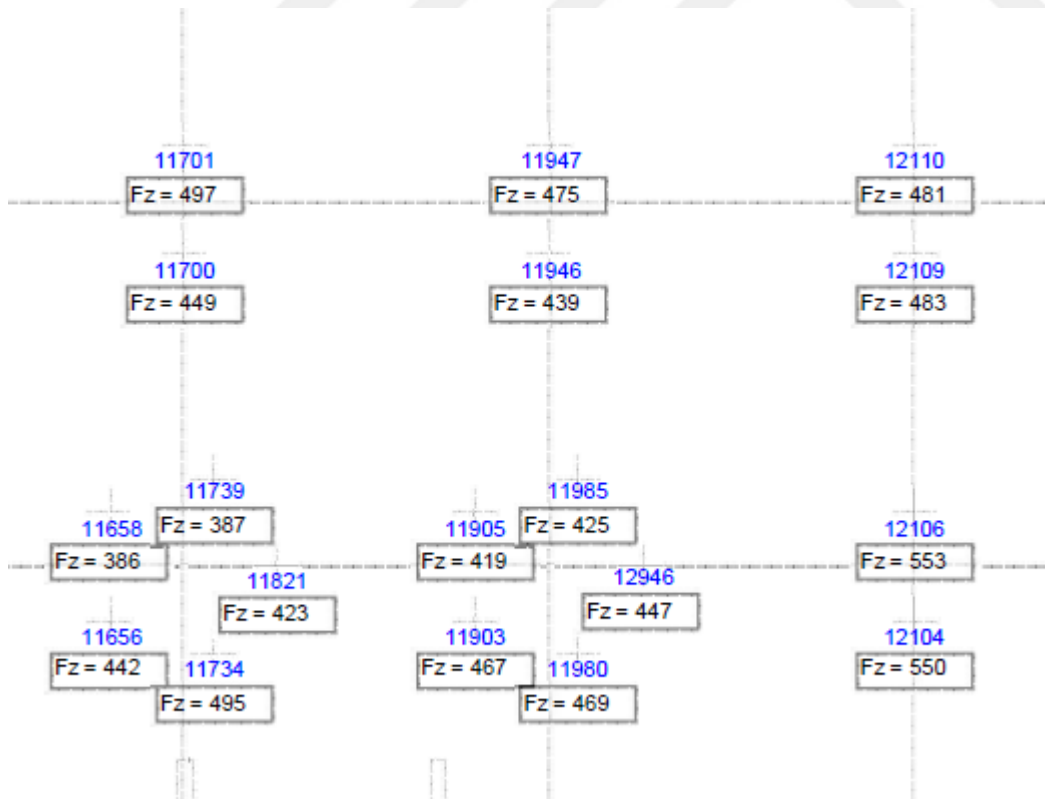 11701 11947 12110
Fz = 497 Fz = 475 Fz = 481
11700 11946 12109
Fz = 449 Fz = 439 Fz = 483
11739 11985
Fz = 387 Fz = 425
11658 11905 12106
Fz = 386 Fz = 419 Fz = 553
11821 12946
Fz = 423 Fz = 447
11656 11903 12104
Fz = 442 Fz = 467 Fz = 550
11734 11980
Fz = 495 Fz = 469